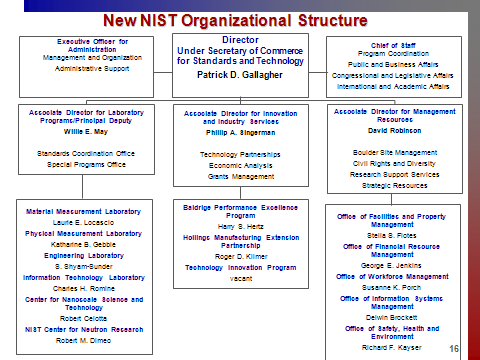 New NIST Organizational Structure
Executive Officer for
Administration
Management and Organization
Administrative Support
Director
Under Secretary of Commerce
for Standards and Technology
Patrick D. Gallagher
Chief of Staff
Program Coordination
Public and Business Affairs
Congressional and Legislative Affairs
International and Academic Affairs
Associate Director for Laboratory
Programs/Principal Deputy
Willie E. May
Standards Coordination Office
Special Programs Office
Associate Director for Innovation
and Industry Services
Phillip A. Singerman
Technology Partnerships
Economic Analysis
Grants Management
Associate Director for Management
Resources
David Robinson
Boulder Site Management
Civil Rights and Diversity
Research Support Services
Strategic Resources
Material Measurement Laboratory
Laurie E. Locascio
Physical Measurement Laboratory
Katharine B. Gebbie
Engineering Laboratory
S. Shyam-Sunder
Information Technology Laboratory
Charles H. Romine
Center for Nanoscale Science and
Technology
Robert Celotta
NIST Center for Neutron Research
Robert M. Dimeo
Baldrige Performance Excellence
Program
Harry S. Hertz
Hollings Manufacturing Extension
Partnership
Roger D. Kilmer
Technology Innovation Program
vacant
Office of Facilities and Property
Management
Stella S. Fiotes
Office of Financial Resource
Management
George E. Jenkins
Office of Workforce Management
Susanne K. Porch
Office of Information Systems
Management
Delwin Brockett
Office of Safety, Health and
Environment
Richard F. Kayser
16